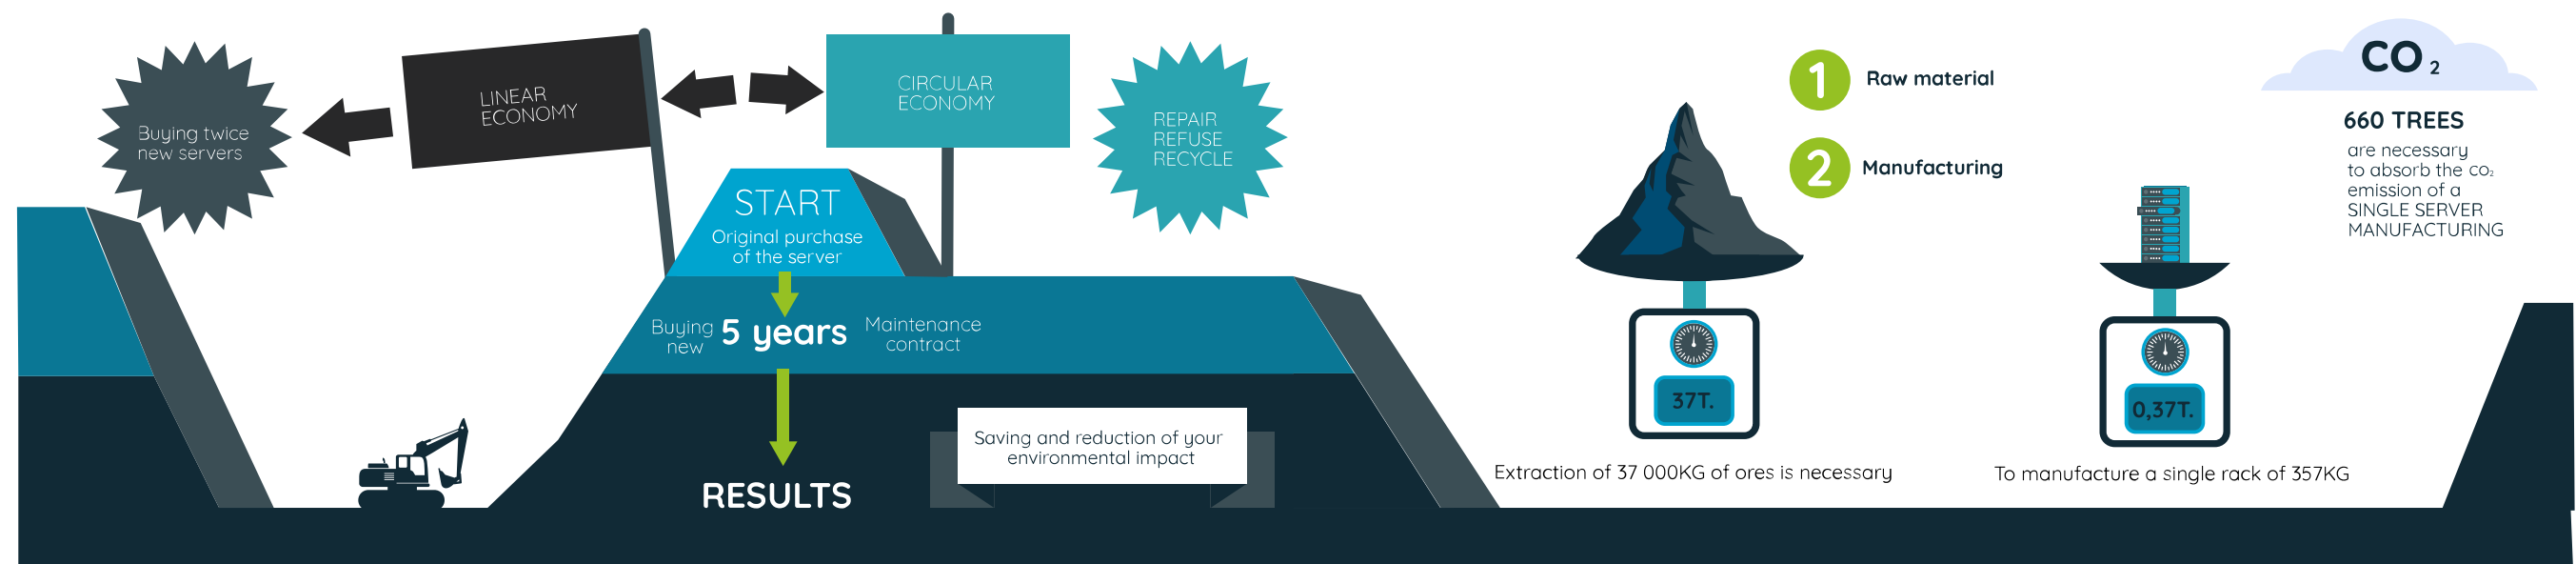 Buying twice
new servers
LINEAR
ECONOMY
CIRCULAR
ECONOMY
REPAIR
REFUSE
RECYCLE
START
Original purchase
of the server
Buying
new
5 years
Maintenance
contract
RESULTS
Saving and reduction of your
environmental impact
1 Raw material
2 Manufacturing
37T.
Extraction of 37 000KG of ores is necessary
0,37T.
To manufacture a single rack of 357KG
CO₂
660 TREES
are necessary
to absorb the CO₂
emission of a
SINGLE SERVER
MANUFACTURING